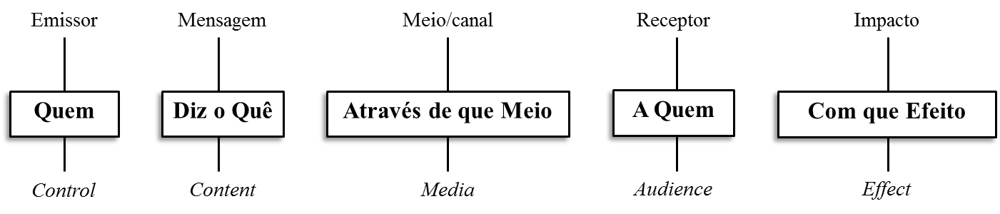 Emissor Mensagem Meio/canal Receptor Impacto
Quem Diz o Quê Através de que Meio A Quem Com que Efeito
Control Content Media Audience Effect